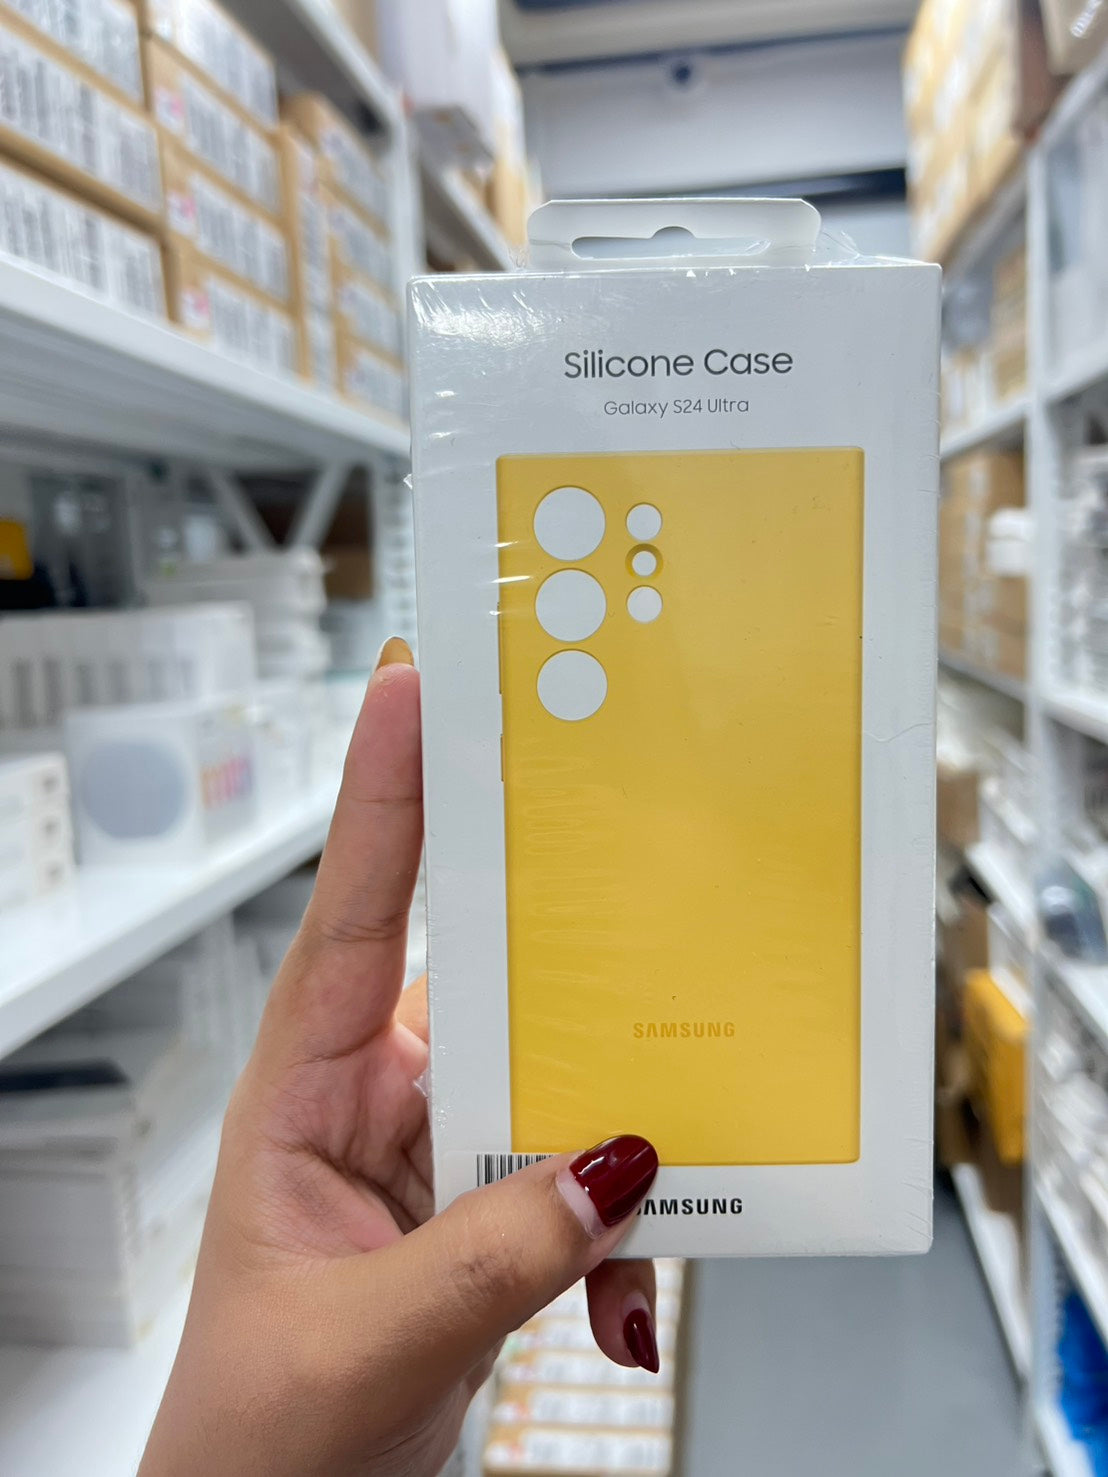 Silicone Case
Galaxy S24 Ultra
SAMSUNG
SAMSUNG